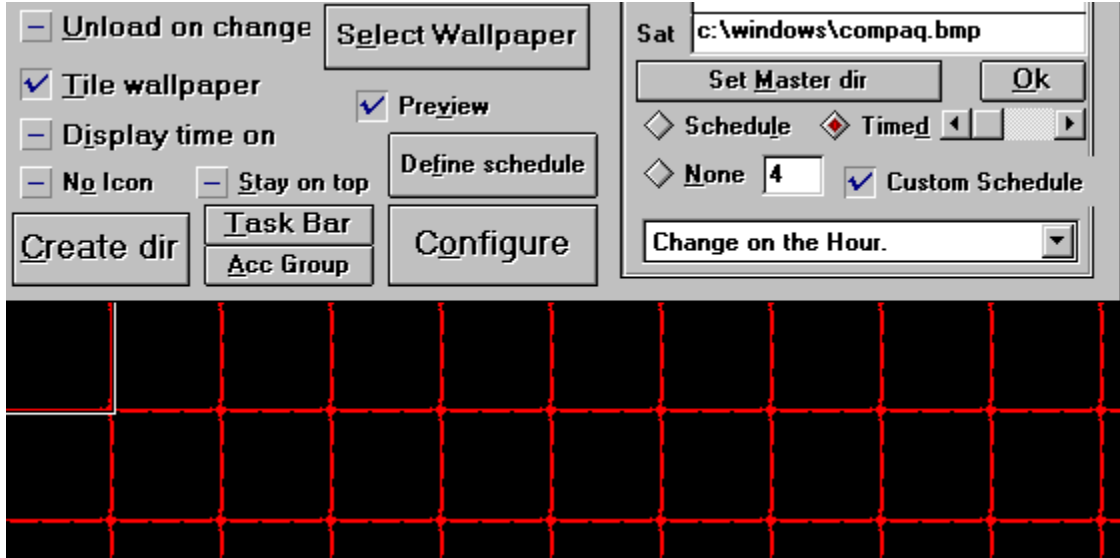 Unload on change
Select Wallpaper
Tile wallpaper
Preview
Display time on
Define schedule
No Icon
Stay on top
Create dir
Task Bar
Configure
Acc Group
Sat c:\windows\compaq.bmp
Set Master dir
Ok
Schedule
Timed
None 4
Custom Schedule
Change on the Hour.